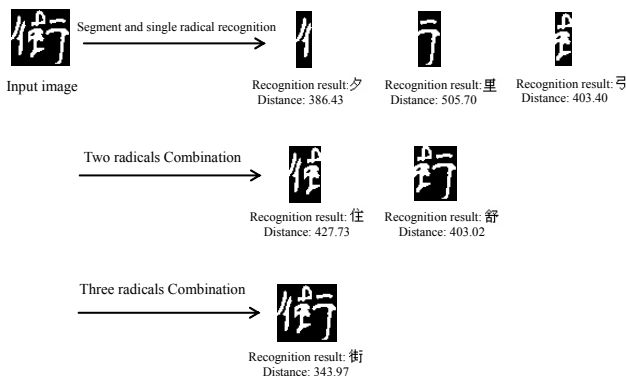 Segment and single radical recognition
Input image
Recognition result:夕
Distance: 386.43
Recognition result:里
Distance: 505.70
Recognition result:弓
Distance: 403.40
Two radicals Combination
Recognition result: 住
Distance: 427.73
Recognition result: 舒
Distance: 403.02
Three radicals Combination
Recognition result: 街
Distance: 343.97